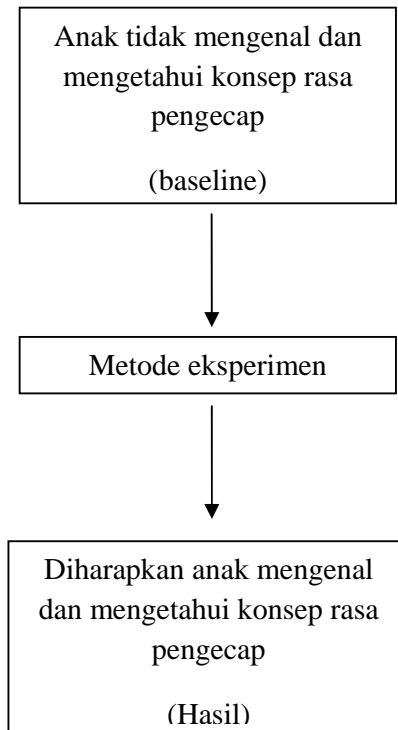 Anak tidak mengenal dan
mengetahui konsep rasa
pengecap
(baseline)
Metode eksperimen
Diharapkan anak mengenal
dan mengetahui konsep rasa
pengecap
(Hasil)